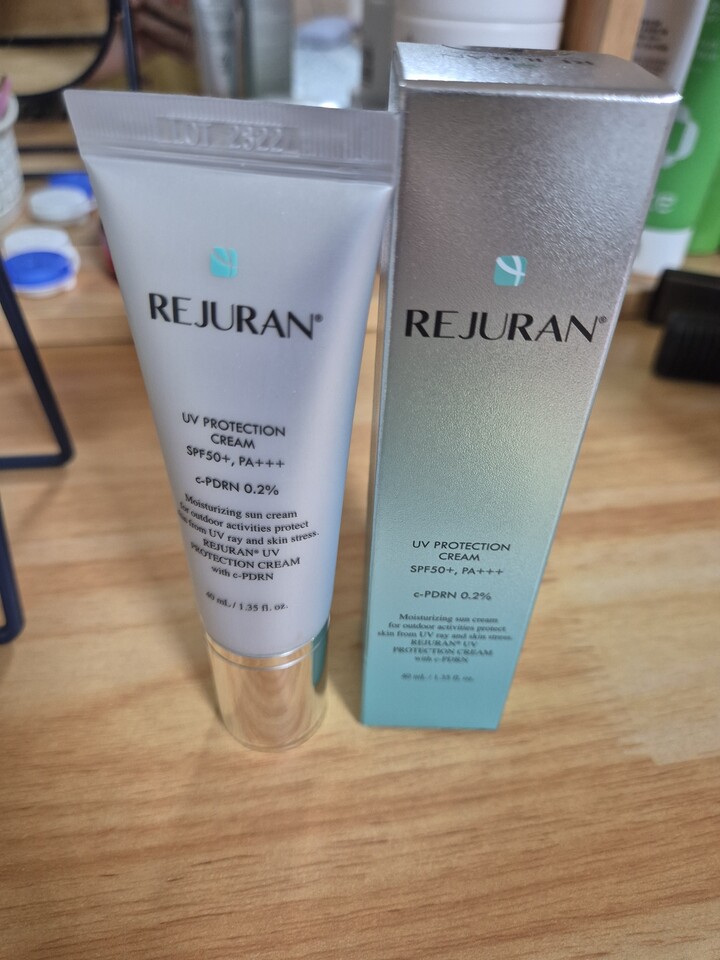 LOT 2322
REJURAN®
UV PROTECTION
CREAM
SPF50+, PA+++
c-PDRN 0.2%
Moisturizing sun cream
for outdoor activities protect
skin from UV ray and skin stress.
REJURAN® UV
PROTECTION CREAM
with c-PDRN
40 mL / 1.35 fl. oz.
REJURAN®
UV PROTECTION
CREAM
SPF50+, PA+++
c-PDRN 0.2%
Moisturizing sun cream
for outdoor activities protect
skin from UV ray and skin stress.
REJURAN® UV
PROTECTION CREAM
with c-PDRN
40 mL / 1.35 fl. oz.